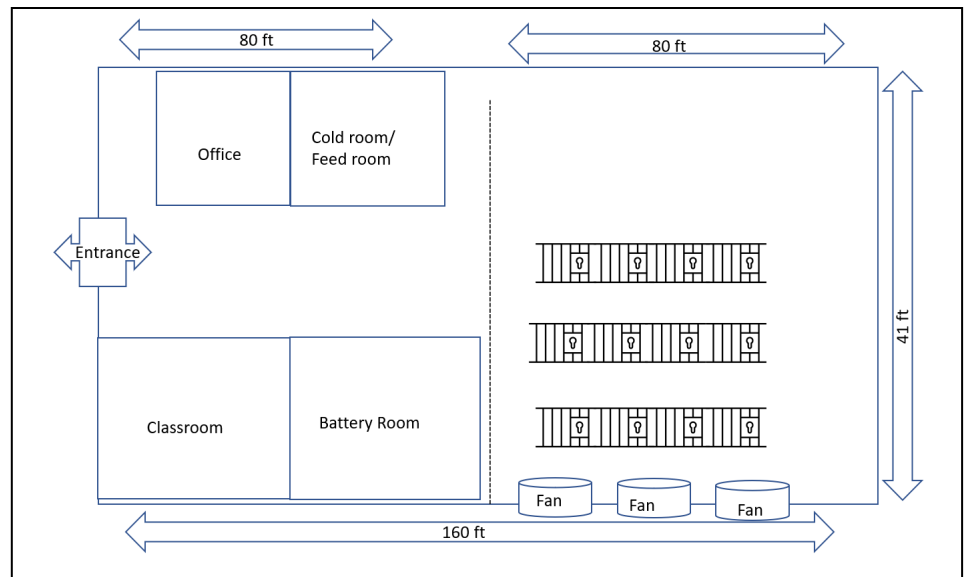 80 ft
80 ft
Office
Cold room/
Feed room
Entrance
41 ft
Classroom
Battery Room
Fan
Fan
Fan
160 ft